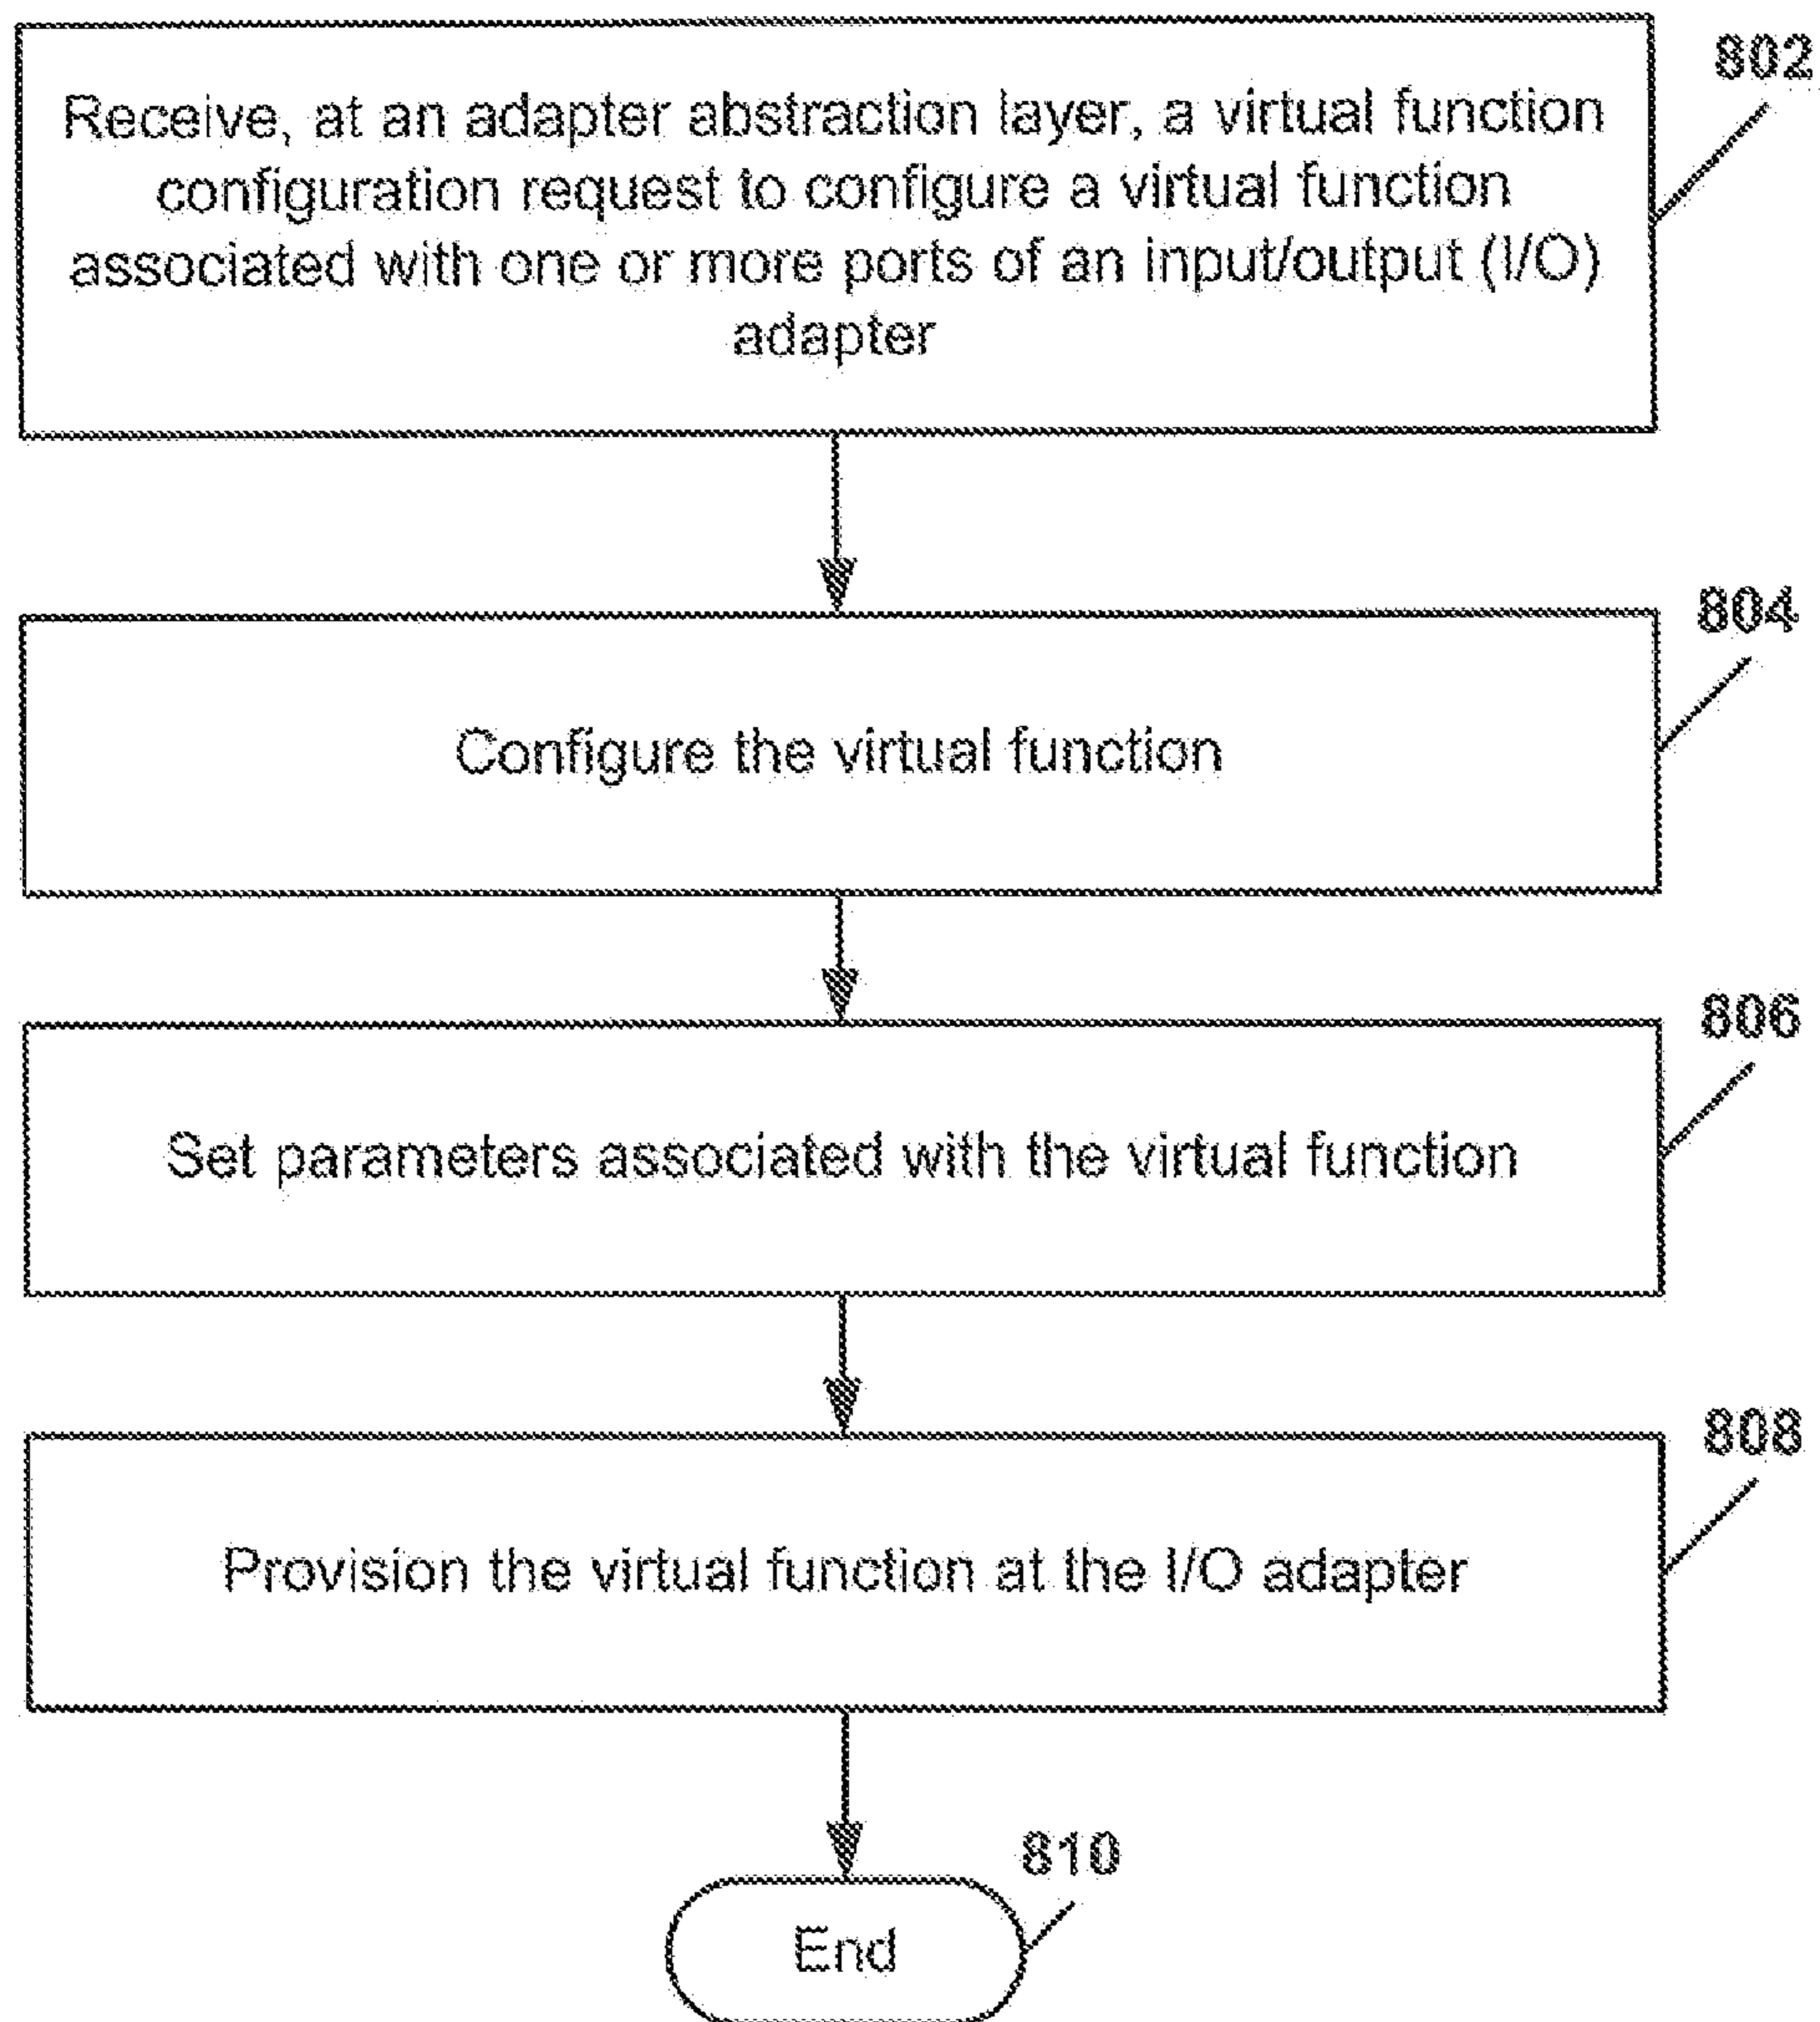 802
Receive, at an adapter abstraction layer, a virtual function
configuration request to configure a virtual function
associated with one or more ports of an input/output (I/O)
adapter
804
Configure the virtual function
806
Set parameters associated with the virtual function
808
Provision the virtual function at the I/O adapter
810
End